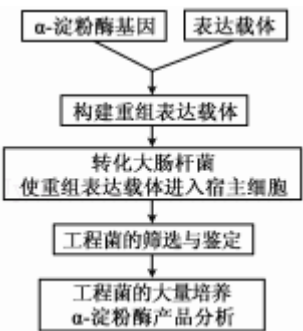 α-淀粉酶基因 表达载体
构建重组表达载体
转化大肠杆菌
使重组表达载体进入宿主细胞
工程菌的筛选与鉴定
工程菌的大量培养
α-淀粉酶产品分析